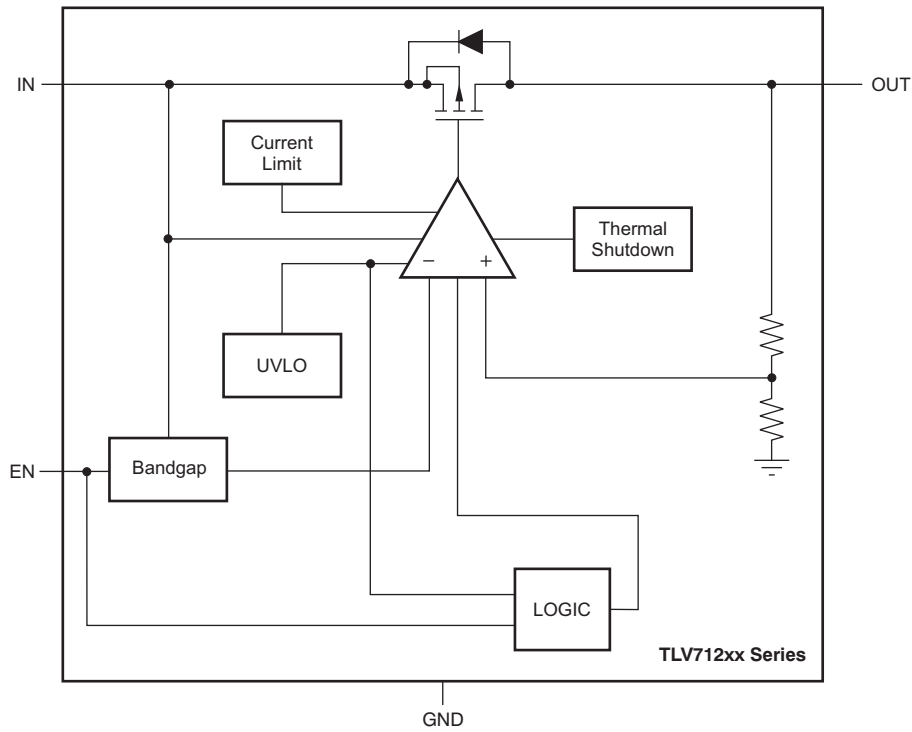 IN
OUT
Current
Limit
Thermal
Shutdown
− +
UVLO
EN
Bandgap
LOGIC
TLV712xx Series
GND